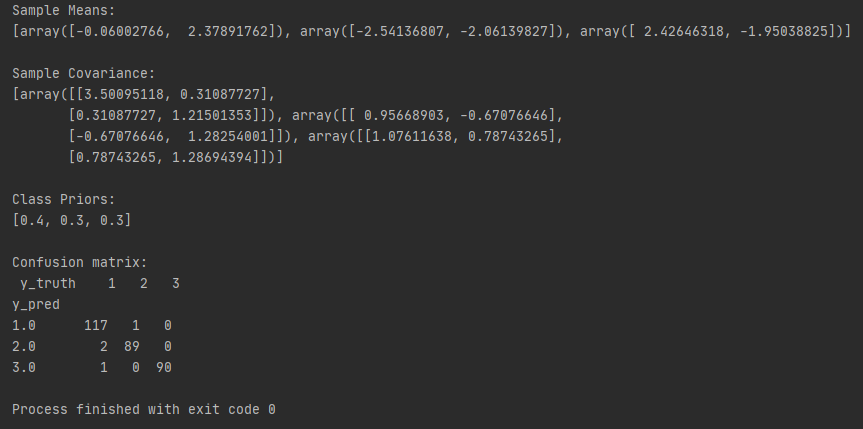 Sample Means:
[array([-0.06002766,  2.37891762]), array([-2.54136807, -2.06139827]), array([ 2.42646318, -1.95038825])]
Sample Covariance:
[array([[3.50095118, 0.31087727],
       [0.31087727, 1.21501353]]), array([[ 0.95668903, -0.67076646],
       [-0.67076646,  1.28254001]]), array([[1.07611638, 0.78743265],
       [0.78743265, 1.28694394]])]
Class Priors:
[0.4, 0.3, 0.3]
Confusion matrix:
 y_truth    1   2   3
y_pred
1.0      117   1   0
2.0        2  89   0
3.0        1   0  90
Process finished with exit code 0